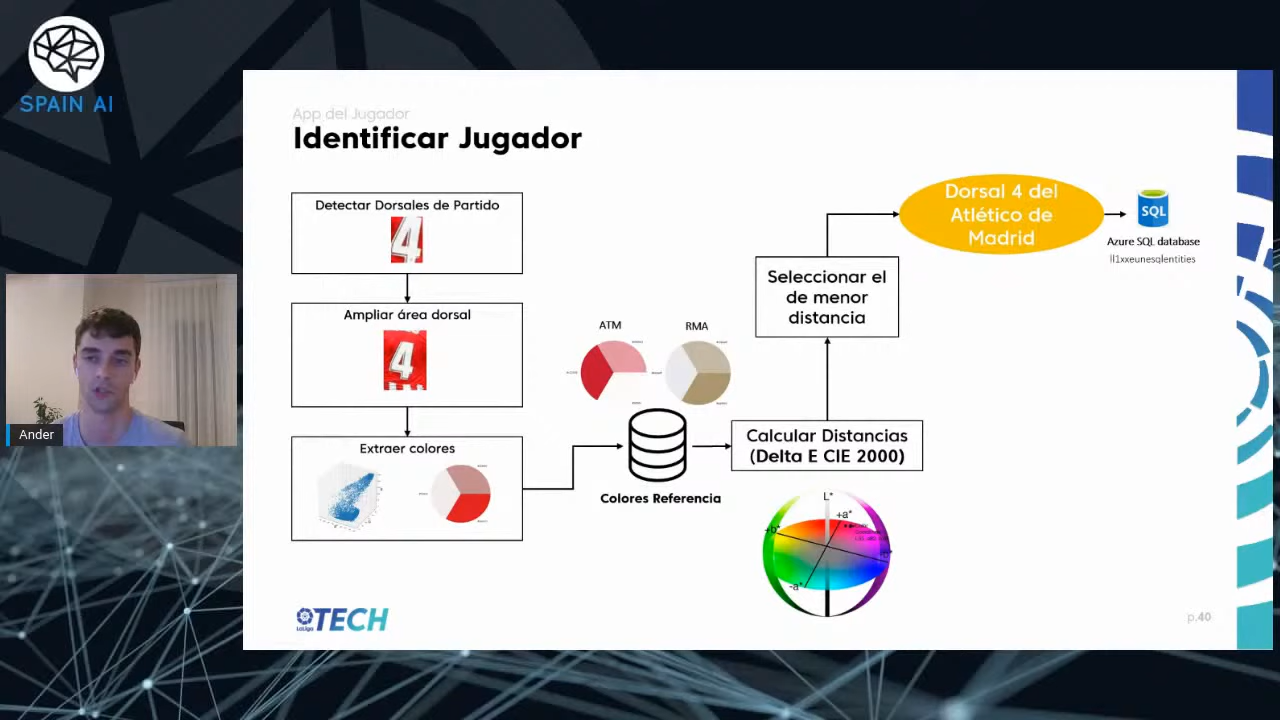 SPAIN AI
App del Jugador
Identificar Jugador
Detectar Dorsales de Partido
4
Ampliar área dorsal
4
Extraer colores
ATM
RMA
Colores Referencia
Calcular Distancias
(Delta E CIE 2000)
L*
+a*
+b*
-a*
Seleccionar el
de menor
distancia
Dorsal 4 del
Atlético de
Madrid
SQL
Azure SQL database
ll1xxeunesqlentities
Ander
LaLiga
TECH
p.40